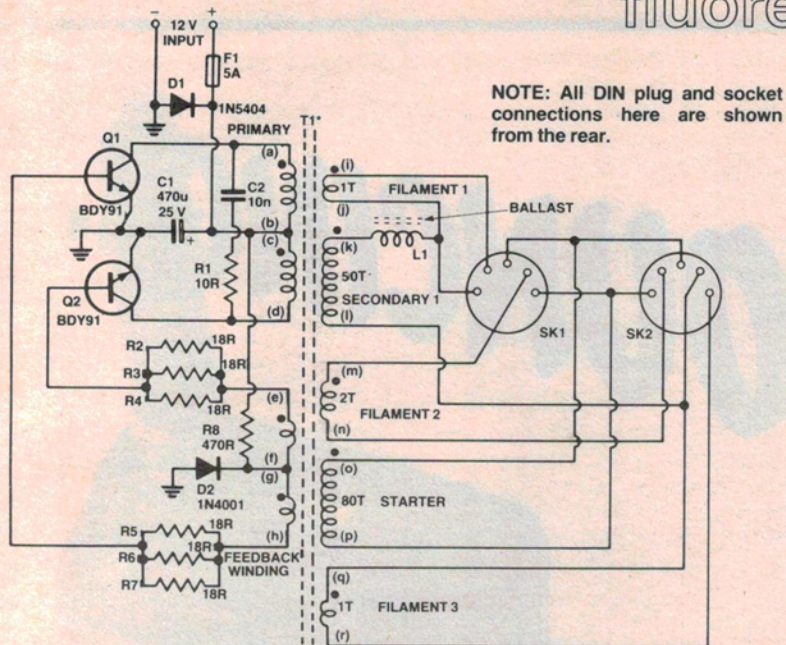 fluore
− +
12 V
INPUT
F1
5A
D1
1N5404
NOTE: All DIN plug and socket
connections here are shown
from the rear.
T1*
Q1
PRIMARY
(a)
(i)
1T
FILAMENT 1
(j)
C1
470u
25 V
+
C2
10n
BDY91
BALLAST
(b)
(c)
(k)
L1
50T
SECONDARY 1
R1
10R
Q2
BDY91
(d)
(l)
SK1
SK2
R2
18R
R3
18R
R4
18R
(e)
(m)
2T
FILAMENT 2
(n)
R8
470R
(f)
(g)
(o)
D2
1N4001
80T STARTER
(h)
(p)
R5
18R
R6
18R
R7
18R
FEEDBACK
WINDING
(q)
1T
FILAMENT 3
(r)